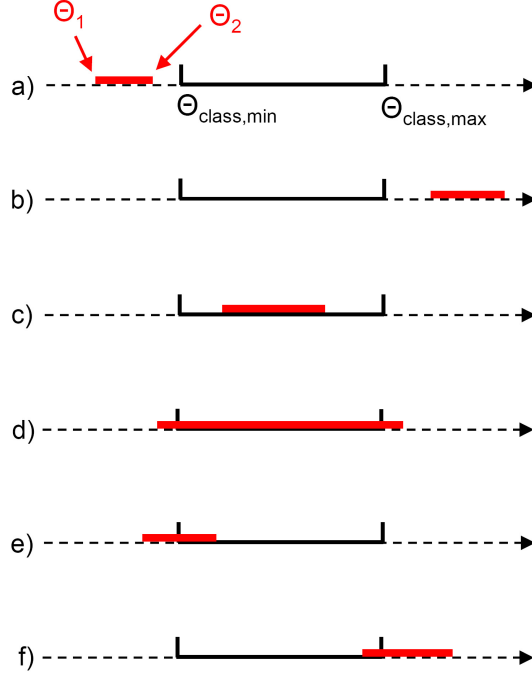 Θ1 Θ2
a)
Θclass,min Θclass,max
b)
c)
d)
e)
f)